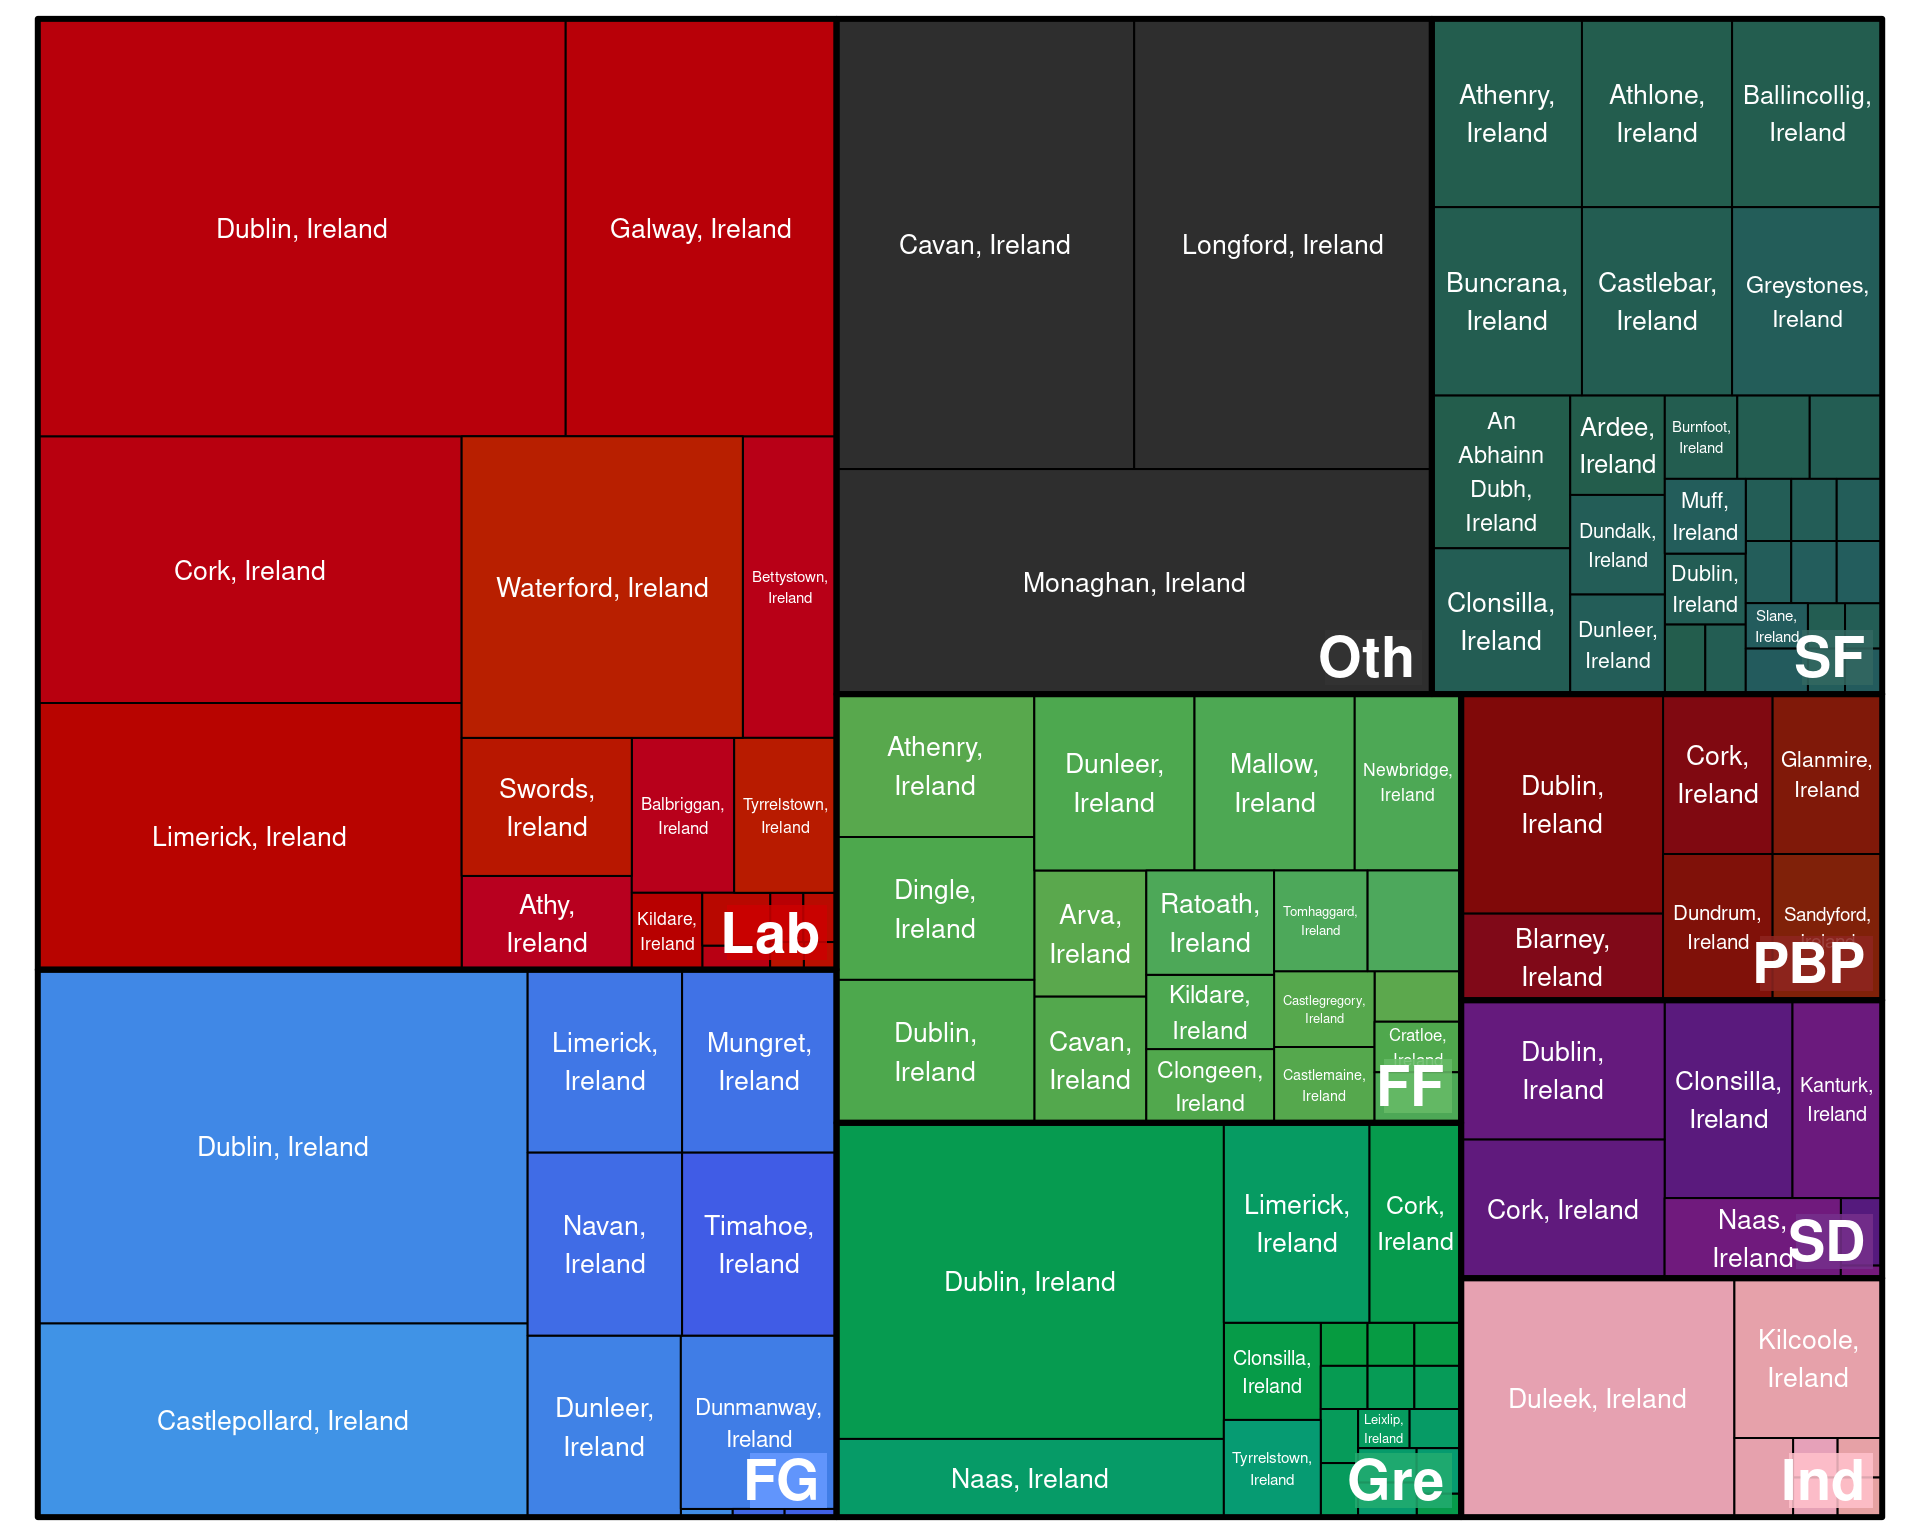 Dublin, Ireland
Galway, Ireland
Cork, Ireland
Waterford, Ireland
Bettystown,
Ireland
Limerick, Ireland
Swords,
Ireland
Balbriggan,
Ireland
Tyrrelstown,
Ireland
Athy,
Ireland
Kildare,
Ireland
Lab
Dublin, Ireland
Limerick,
Ireland
Mungret,
Ireland
Navan,
Ireland
Timahoe,
Ireland
Castlepollard, Ireland
Dunleer,
Ireland
Dunmanway,
Ireland
FG
Cavan, Ireland
Longford, Ireland
Monaghan, Ireland
Oth
Athenry,
Ireland
Athlone,
Ireland
Ballincollig,
Ireland
Buncrana,
Ireland
Castlebar,
Ireland
Greystones,
Ireland
An
Abhainn
Dubh,
Ireland
Ardee,
Ireland
Burnfoot,
Ireland
Muff,
Ireland
Dundalk,
Ireland
Dublin,
Ireland
Clonsilla,
Ireland
Dunleer,
Ireland
Slane,
Ireland
SF
Athenry,
Ireland
Dunleer,
Ireland
Mallow,
Ireland
Newbridge,
Ireland
Dingle,
Ireland
Arva,
Ireland
Ratoath,
Ireland
Tomhaggard,
Ireland
Dublin,
Ireland
Cavan,
Ireland
Kildare,
Ireland
Castlegregory,
Ireland
Clongeen,
Ireland
Castlemaine,
Ireland
Cratloe,
Ireland
FF
Dublin, Ireland
Limerick,
Ireland
Cork,
Ireland
Clonsilla,
Ireland
Leixlip,
Ireland
Naas, Ireland
Tyrrelstown,
Ireland
Gre
Dublin,
Ireland
Cork,
Ireland
Glanmire,
Ireland
Blarney,
Ireland
Dundrum,
Ireland
Sandyford,
Ireland
PBP
Dublin,
Ireland
Clonsilla,
Ireland
Kanturk,
Ireland
Cork, Ireland
Naas,
Ireland
SD
Duleek, Ireland
Kilcoole,
Ireland
Ind